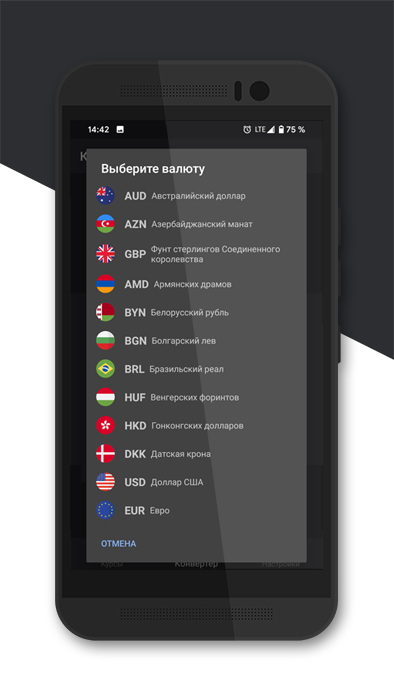 14:42 LTE 75 %
К
Выберите валюту
AUD Австралийский доллар
AZN Азербайджанский манат
GBP Фунт стерлингов Соединенного
королевства
AMD Армянских драмов
BYN Белорусский рубль
BGN Болгарский лев
BRL Бразильский реал
HUF Венгерских форинтов
HKD Гонконгских долларов
DKK Датская крона
USD Доллар США
EUR Евро
ОТМЕНА
Курсы Конвертер Настройки